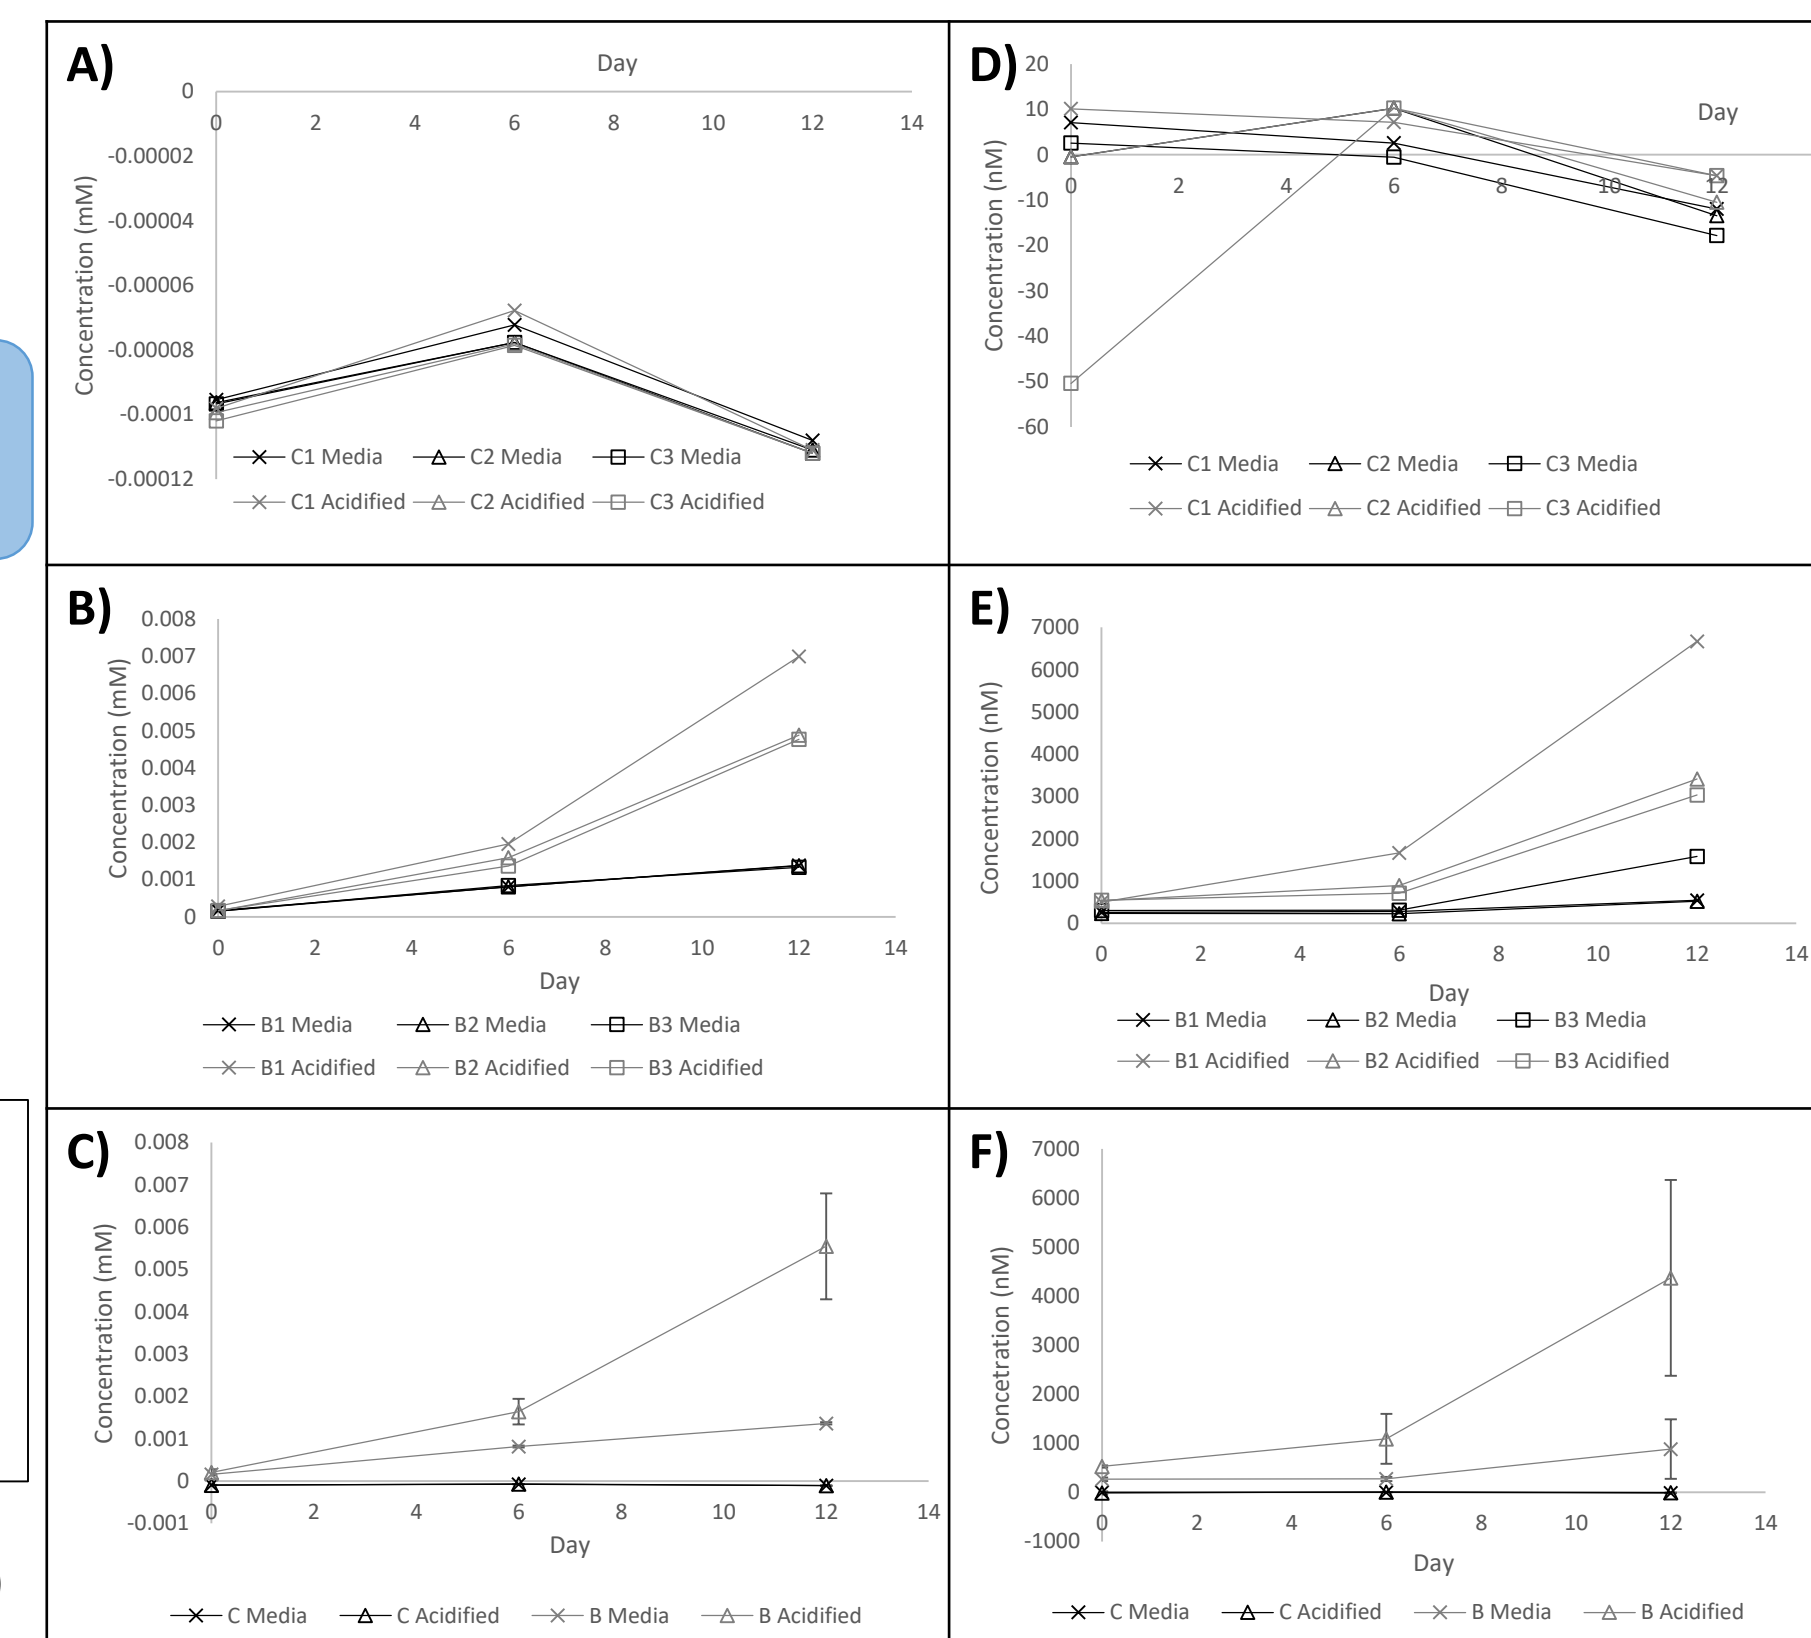 A)
Day
0
0 2 4 6 8 10 12 14
-0.00002
-0.00004
-0.00006
-0.00008
-0.0001
-0.00012
Concentration (mM)
C1 Media C2 Media C3 Media
C1 Acidified C2 Acidified C3 Acidified
D)
20
10
0
-10
-20
-30
-40
-50
-60
Day
0 2 4 6 8 10 12
Concentration (nM)
C1 Media C2 Media C3 Media
C1 Acidified C2 Acidified C3 Acidified
B)
0.008
0.007
0.006
0.005
0.004
0.003
0.002
0.001
0
Concentration (mM)
0 2 4 6 8 10 12 14
Day
B1 Media B2 Media B3 Media
B1 Acidified B2 Acidified B3 Acidified
E)
7000
6000
5000
4000
3000
2000
1000
0
Concentration (nM)
0 2 4 6 8 10 12 14
Day
B1 Media B2 Media B3 Media
B1 Acidified B2 Acidified B3 Acidified
C)
0.008
0.007
0.006
0.005
0.004
0.003
0.002
0.001
0
-0.001
Concentration (mM)
0 2 4 6 8 10 12 14
Day
C Media C Acidified B Media B Acidified
F)
7000
6000
5000
4000
3000
2000
1000
0
-1000
Concetration (nM)
0 2 4 6 8 10 12 14
Day
C Media C Acidified B Media B Acidified